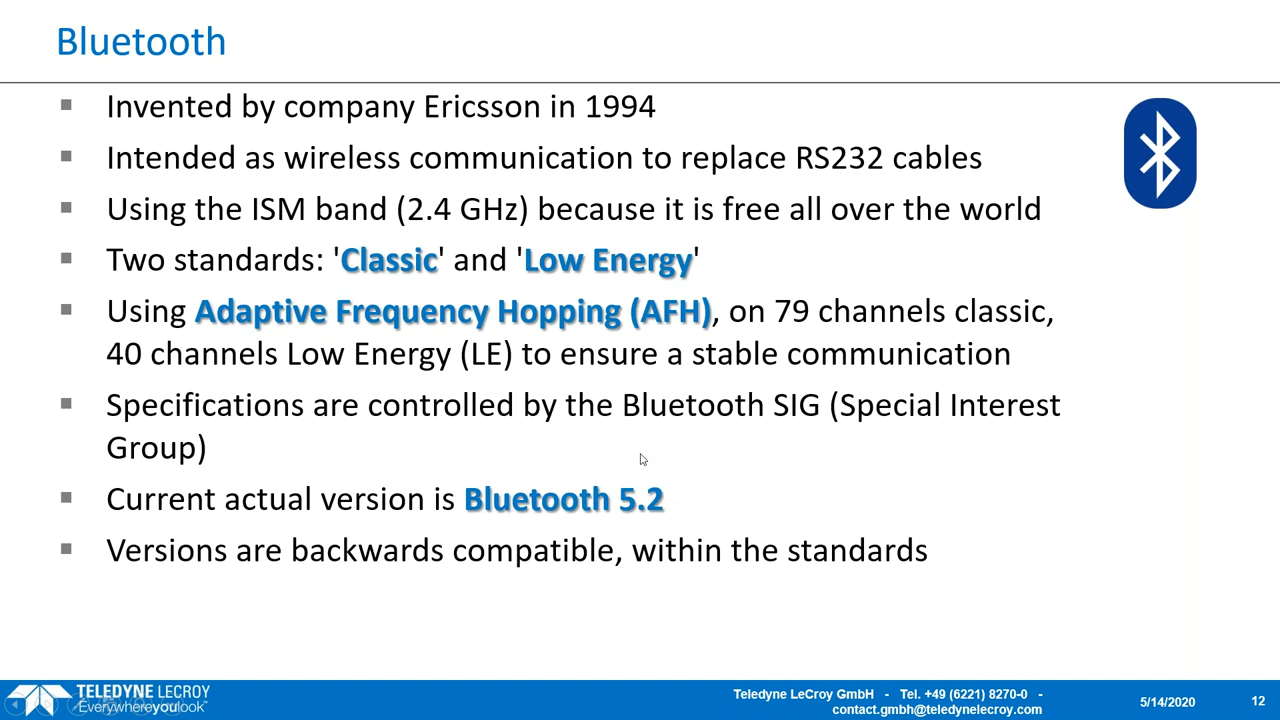 Bluetooth
Invented by company Ericsson in 1994
Intended as wireless communication to replace RS232 cables
Using the ISM band (2.4 GHz) because it is free all over the world
Two standards: 'Classic' and 'Low Energy'
Using Adaptive Frequency Hopping (AFH), on 79 channels classic,
40 channels Low Energy (LE) to ensure a stable communication
Specifications are controlled by the Bluetooth SIG (Special Interest
Group)
Current actual version is Bluetooth 5.2
Versions are backwards compatible, within the standards
TELEDYNE LECROY
Everywhereyoulook
Teledyne LeCroy GmbH - Tel. +49 (6221) 8270-0 -
contact.gmbh@teledynelecroy.com
5/14/2020
12